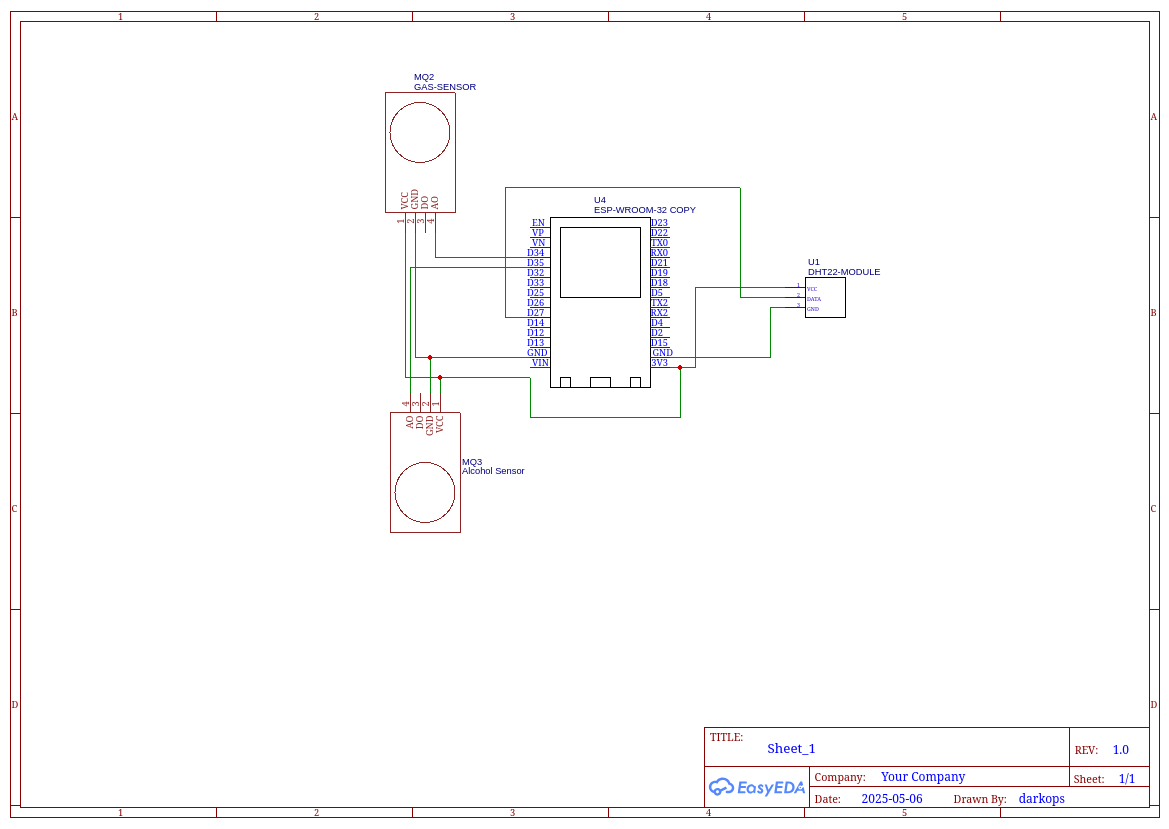 1 2 3 4 5
A A
B B
C C
D D
MQ2
GAS-SENSOR
VCC
GND
DO
AO
1
2
3
4
U4
ESP-WROOM-32 COPY
EN
VP
VN
D34
D35
D32
D33
D25
D26
D27
D14
D12
D13
GND
VIN
D23
D22
TX0
RX0
D21
D19
D18
D5
TX2
RX2
D4
D2
D15
GND
3V3
U1
DHT22-MODULE
1 VCC
2 DATA
3 GND
4
3
2
1
AO
DO
GND
VCC
MQ3
Alcohol Sensor
TITLE:
Sheet_1
REV: 1.0
EasyEDA
Company: Your Company
Sheet: 1/1
Date: 2025-05-06 Drawn By: darkops
1 2 3 4 5